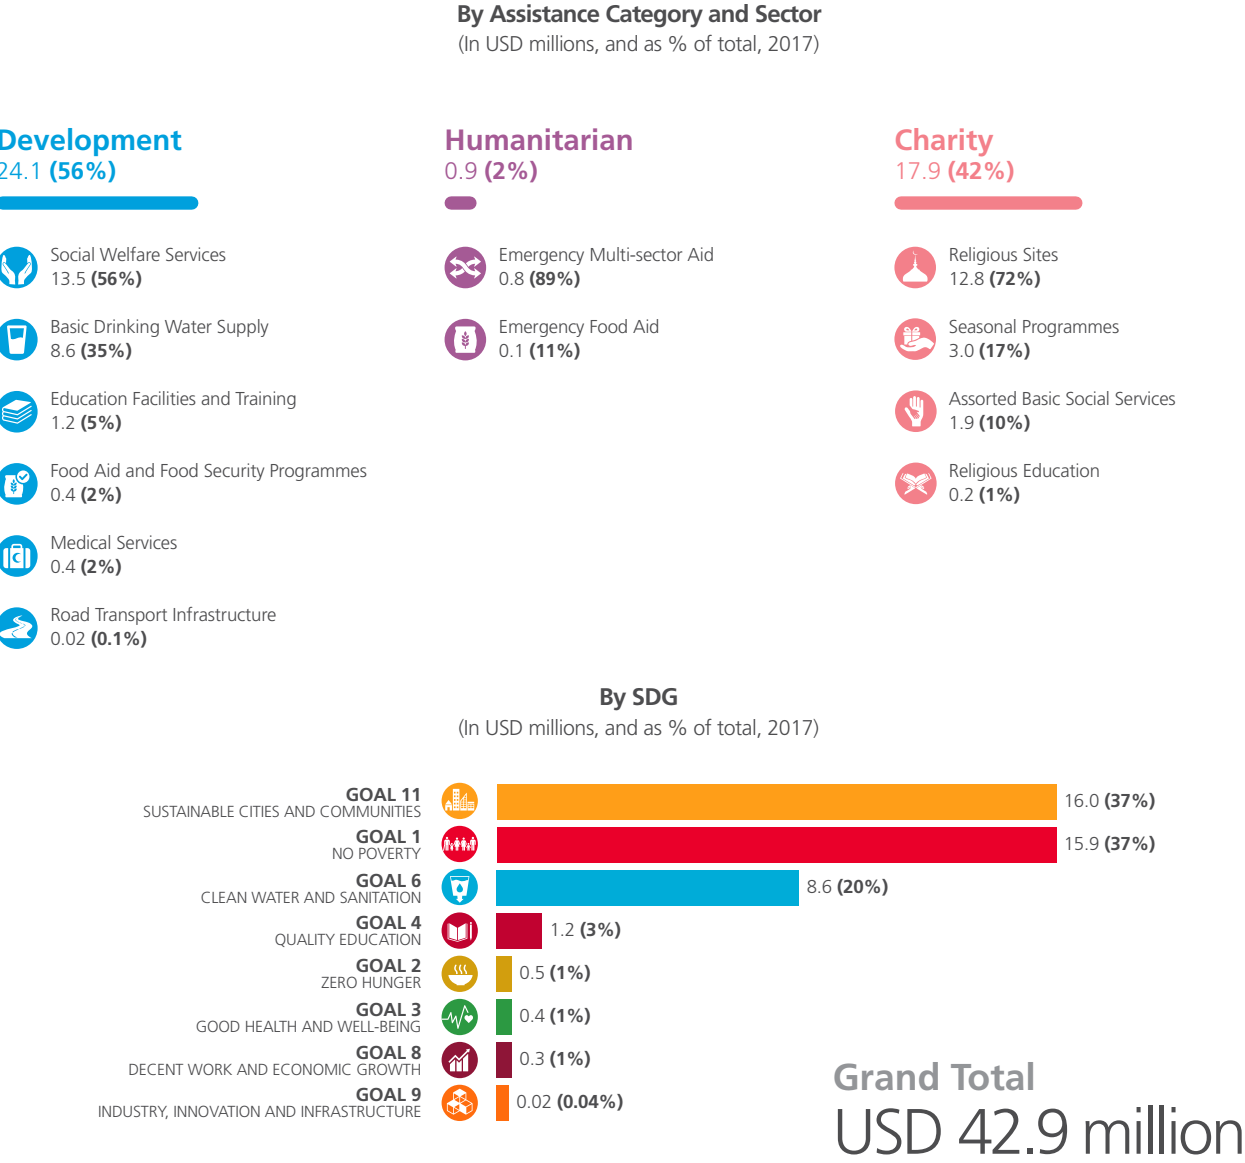 By Assistance Category and Sector
(In USD millions, and as % of total, 2017)
Development
24.1 (56%)
Social Welfare Services
13.5 (56%)
Basic Drinking Water Supply
8.6 (35%)
Education Facilities and Training
1.2 (5%)
Food Aid and Food Security Programmes
0.4 (2%)
Medical Services
0.4 (2%)
Road Transport Infrastructure
0.02 (0.1%)
Humanitarian
0.9 (2%)
Emergency Multi-sector Aid
0.8 (89%)
Emergency Food Aid
0.1 (11%)
Charity
17.9 (42%)
Religious Sites
12.8 (72%)
Seasonal Programmes
3.0 (17%)
Assorted Basic Social Services
1.9 (10%)
Religious Education
0.2 (1%)
By SDG
(In USD millions, and as % of total, 2017)
GOAL 11
SUSTAINABLE CITIES AND COMMUNITIES
16.0 (37%)
GOAL 1
NO POVERTY
15.9 (37%)
GOAL 6
CLEAN WATER AND SANITATION
8.6 (20%)
GOAL 4
QUALITY EDUCATION
1.2 (3%)
GOAL 2
ZERO HUNGER
0.5 (1%)
GOAL 3
GOOD HEALTH AND WELL-BEING
0.4 (1%)
GOAL 8
DECENT WORK AND ECONOMIC GROWTH
0.3 (1%)
GOAL 9
INDUSTRY, INNOVATION AND INFRASTRUCTURE
0.02 (0.04%)
Grand Total
USD 42.9 million